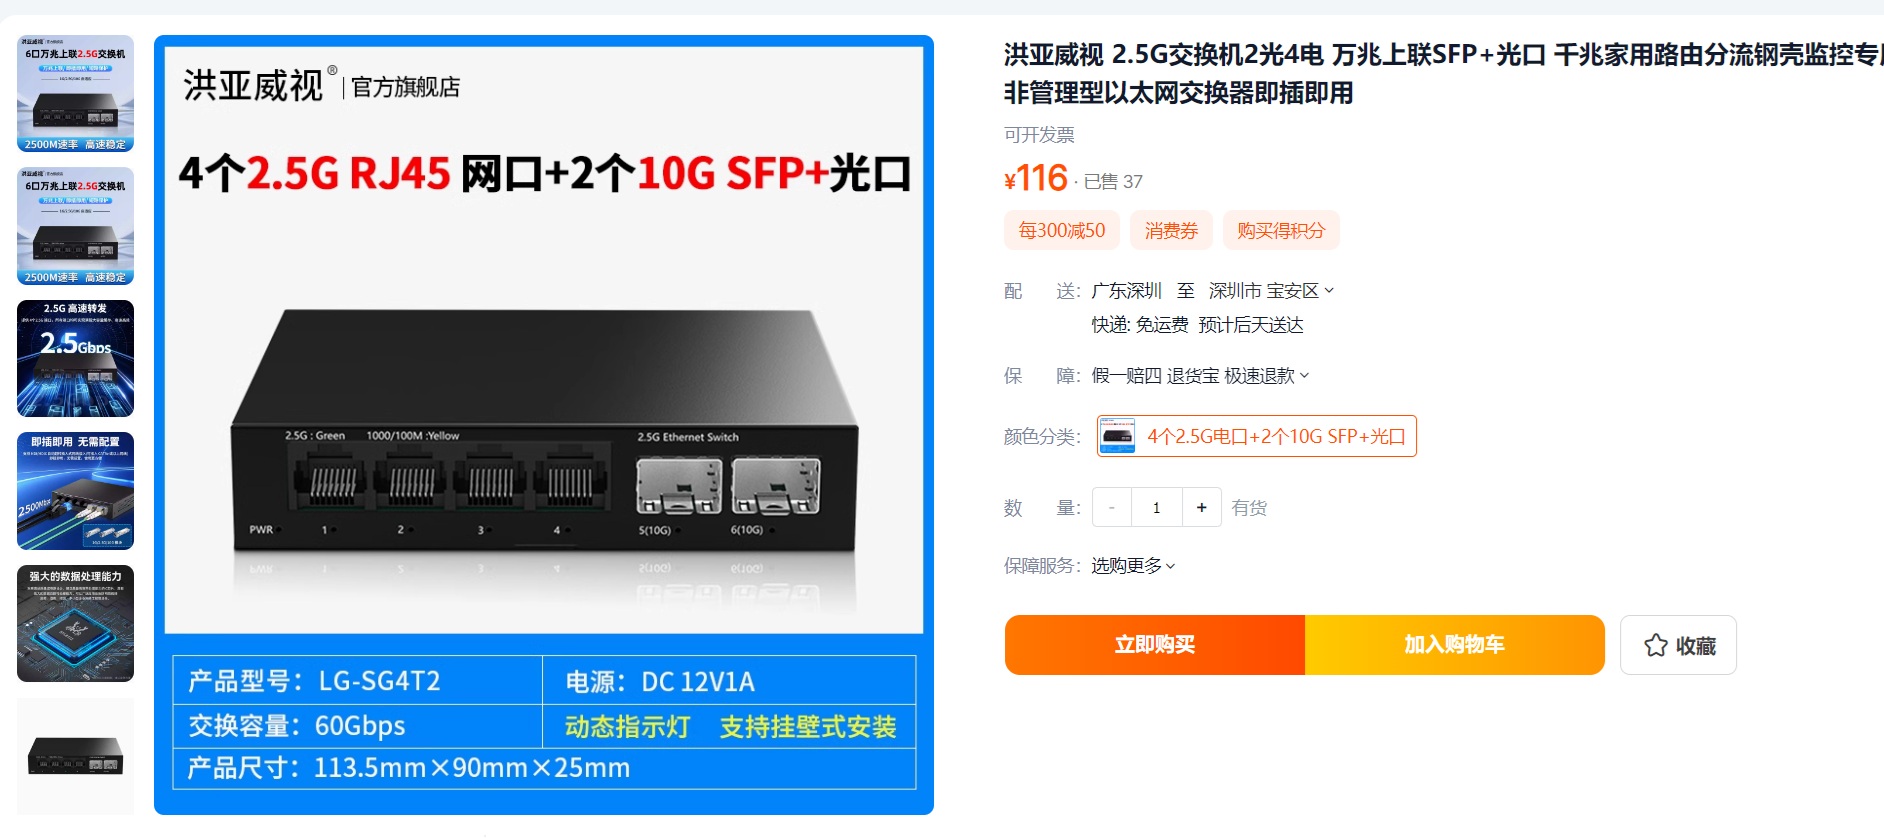 6口万兆上联2.5G交换机
2500M速率 高速稳定
6口万兆上联2.5G交换机
2500M速率 高速稳定
2.5G 高速转发
2.5Gbps
即插即用 无需配置
2500Mbps
强大的数据处理能力
洪亚威视® 官方旗舰店
4个2.5G RJ45 网口+2个10G SFP+光口
2.5G : Green 1000/100M :Yellow 2.5G Ethernet Switch
PWR 1 2 3 4 5(10G) 6(10G)
产品型号：LG-SG4T2 电源：DC 12V1A
交换容量：60Gbps 动态指示灯 支持挂壁式安装
产品尺寸：113.5mm×90mm×25mm
洪亚威视 2.5G交换机2光4电 万兆上联SFP+光口 千兆家用路由分流钢壳监控专
非管理型以太网交换器即插即用
可开发票
¥116 · 已售 37
每300减50 消费券 购买得积分
配 送: 广东深圳 至 深圳市 宝安区
快递: 免运费 预计后天送达
保 障: 假一赔四 退货宝 极速退款
颜色分类: 4个2.5G电口+2个10G SFP+光口
数 量: - 1 + 有货
保障服务: 选购更多
立即购买 加入购物车 收藏